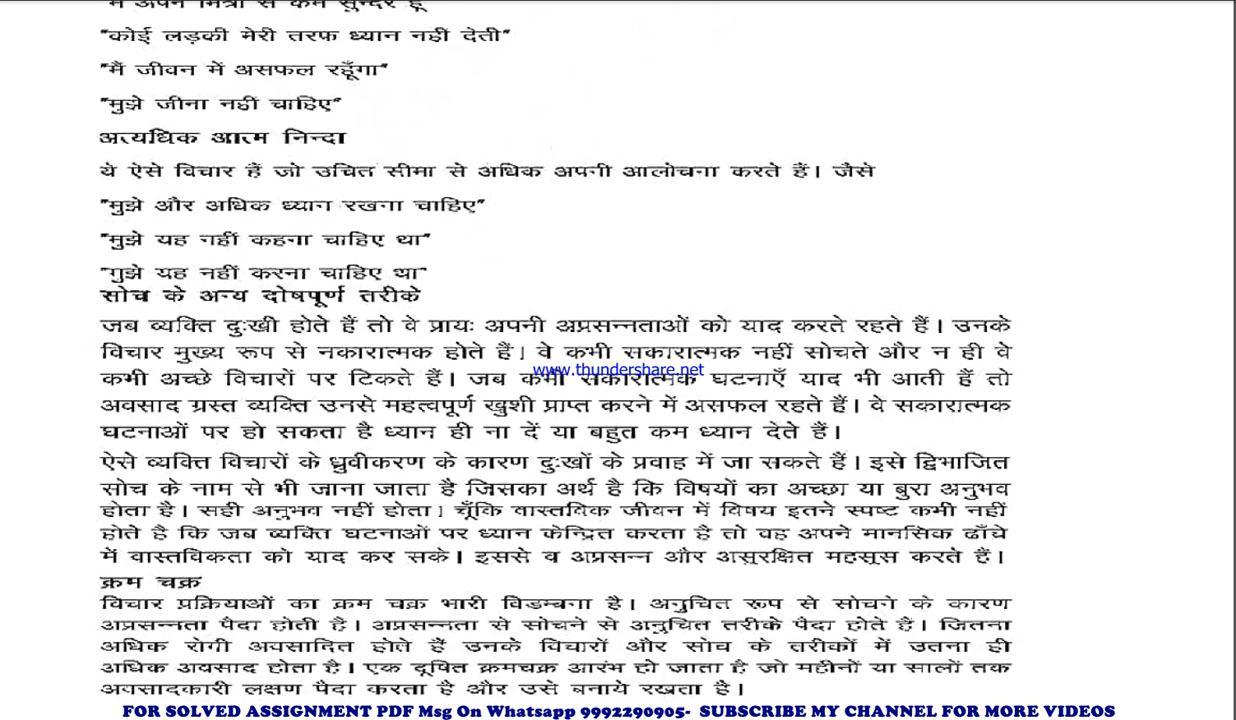 "मैं अपने मित्रों से कम सुन्दर हूँ
"कोई लड़की मेरी तरफ ध्यान नही देती"
"मैं जीवन में असफल रहूँगा"
"मुझे जीना नहीं चाहिए"
अत्यधिक आत्म निन्दा
ये ऐसे विचार हैं जो उचित सीमा से अधिक अपनी आलोचना करते हैं। जैसे
"मुझे और अधिक ध्यान रखना चाहिए"
"मुझे यह नहीं कहना चाहिए था"
"मुझे यह नहीं करना चाहिए था"
सोच के अन्य दोषपूर्ण तरीके
जब व्यक्ति दुःखी होते हैं तो वे प्रायः अपनी अप्रसन्नताओं को याद करते रहते हैं। उनके
विचार मुख्य रूप से नकारात्मक होते हैं। वे कभी सकारात्मक नहीं सोचते और न ही वे
www.thundershare.net
कभी अच्छे विचारों पर टिकते हैं। जब कभी सकारात्मक घटनाएँ याद भी आती हैं तो
अवसाद ग्रस्त व्यक्ति उनसे महत्वपूर्ण खुशी प्राप्त करने में असफल रहते हैं। वे सकारात्मक
घटनाओं पर हो सकता है ध्यान ही ना दें या बहुत कम ध्यान देते हैं।
ऐसे व्यक्ति विचारों के ध्रुवीकरण के कारण दुःखों के प्रवाह में जा सकते हैं। इसे द्विभाजित
सोच के नाम से भी जाना जाता है जिसका अर्थ है कि विषयों का अच्छा या बुरा अनुभव
होता है। सही अनुभव नहीं होता। चूँकि वास्तविक जीवन में विषय इतने स्पष्ट कभी नहीं
होते है कि जब व्यक्ति घटनाओं पर ध्यान केन्द्रित करता है तो वह अपने मानसिक ढाँचे
में वास्तविकता को याद कर सके। इससे व अप्रसन्न और असुरक्षित महसूस करते हैं।
क्रम चक्र
विचार प्रक्रियाओं का क्रम चक्र भारी विडम्बना है। अनुचित रूप से सोचने के कारण
अप्रसन्नता पैदा होती है। अप्रसन्नता से सोचने से अनुचित तरीके पैदा होते हैं। जितना
अधिक रोगी अवसादित होते हैं उनके विचारों और सोच के तरीकों में उतना ही
अधिक अवसाद होता है। एक दूषित क्रमचक्र आरंभ हो जाता है जो महीनों या सालों तक
अवसादकारी लक्षण पैदा करता है और उसे बनाये रखता है।
FOR SOLVED ASSIGNMENT PDF Msg On Whatsapp 9992290905- SUBSCRIBE MY CHANNEL FOR MORE VIDEOS